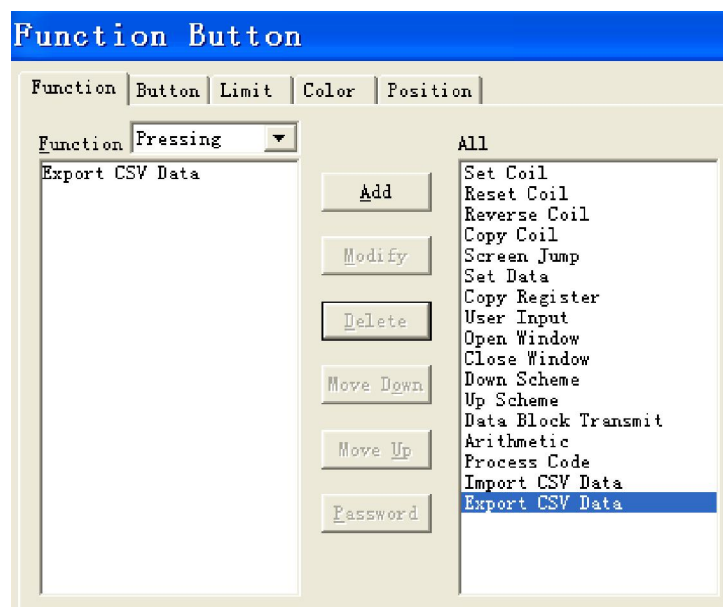 Function Button
Function Button Limit Color Position
Function Pressing
Export CSV Data
Add
Modify
Delete
Move Down
Move Up
Password
All
Set Coil
Reset Coil
Reverse Coil
Copy Coil
Screen Jump
Set Data
Copy Register
User Input
Open Window
Close Window
Down Scheme
Up Scheme
Data Block Transmit
Arithmetic
Process Code
Import CSV Data
Export CSV Data